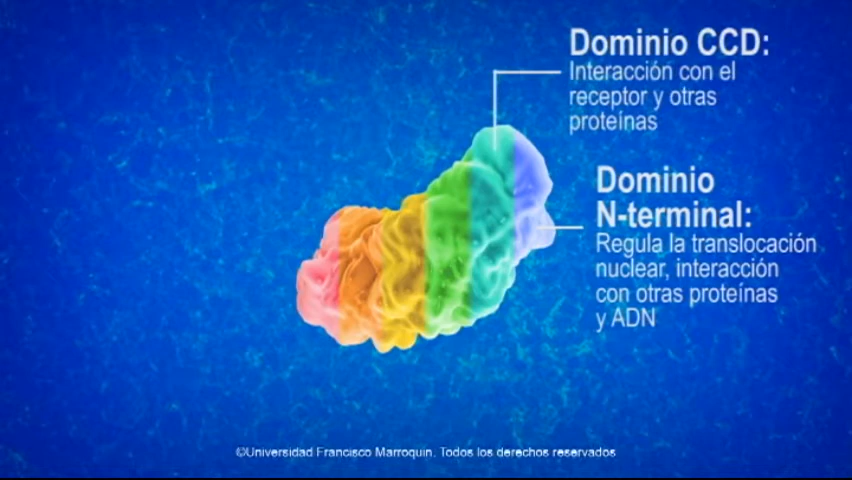 Dominio CCD:
Interacción con el
receptor y otras
proteínas
Dominio
N-terminal:
Regula la translocación
nuclear, interacción
con otras proteínas
y ADN
©Universidad Francisco Marroquin. Todos los derechos reservados